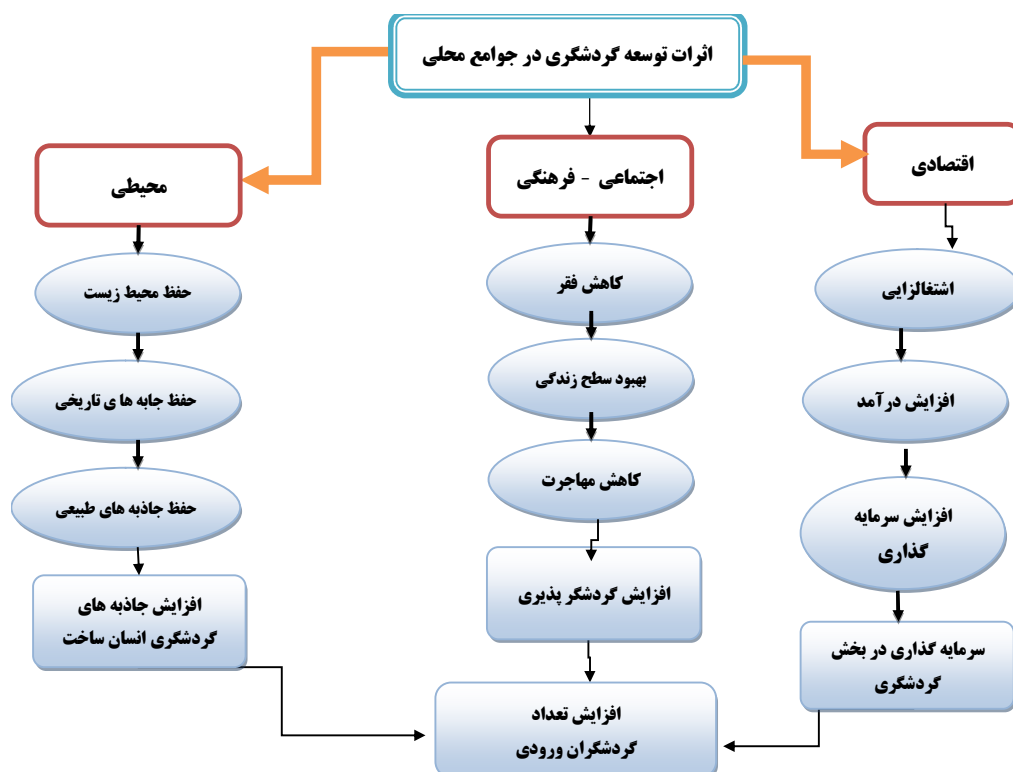 اثرات توسعه گردشگری در جوامع محلی
اقتصادی
اجتماعی - فرهنگی
محیطی
اشتغالزایی
افزایش درآمد
افزایش سرمایه
گذاری
سرمایه گذاری در بخش
گردشگری
کاهش فقر
بهبود سطح زندگی
کاهش مهاجرت
افزایش گردشگر پذیری
حفظ محیط زیست
حفظ جابه ها ی تاریخی
حفظ جاذبه های طبیعی
افزایش جاذبه های
گردشگری انسان ساخت
افزایش تعداد
گردشگران ورودی